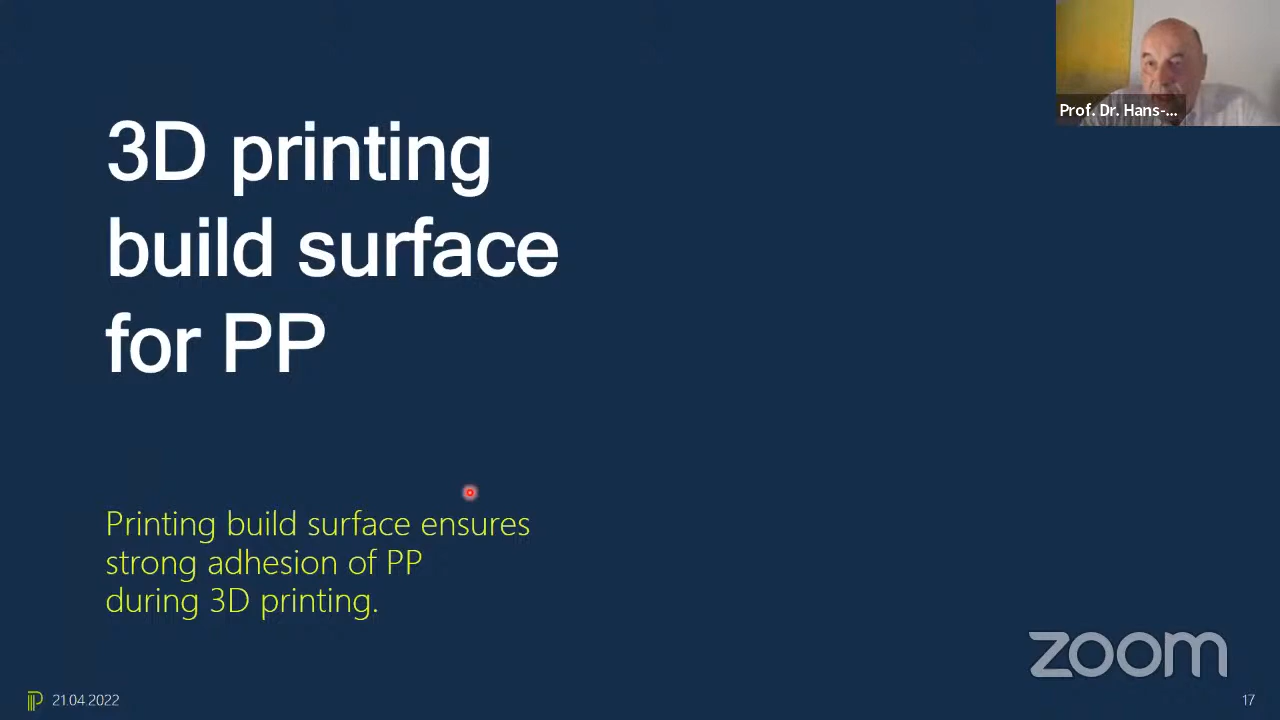 Prof. Dr. Hans-...
3D printing
build surface
for PP
Printing build surface ensures
strong adhesion of PP
during 3D printing.
zoom
21.04.2022
17